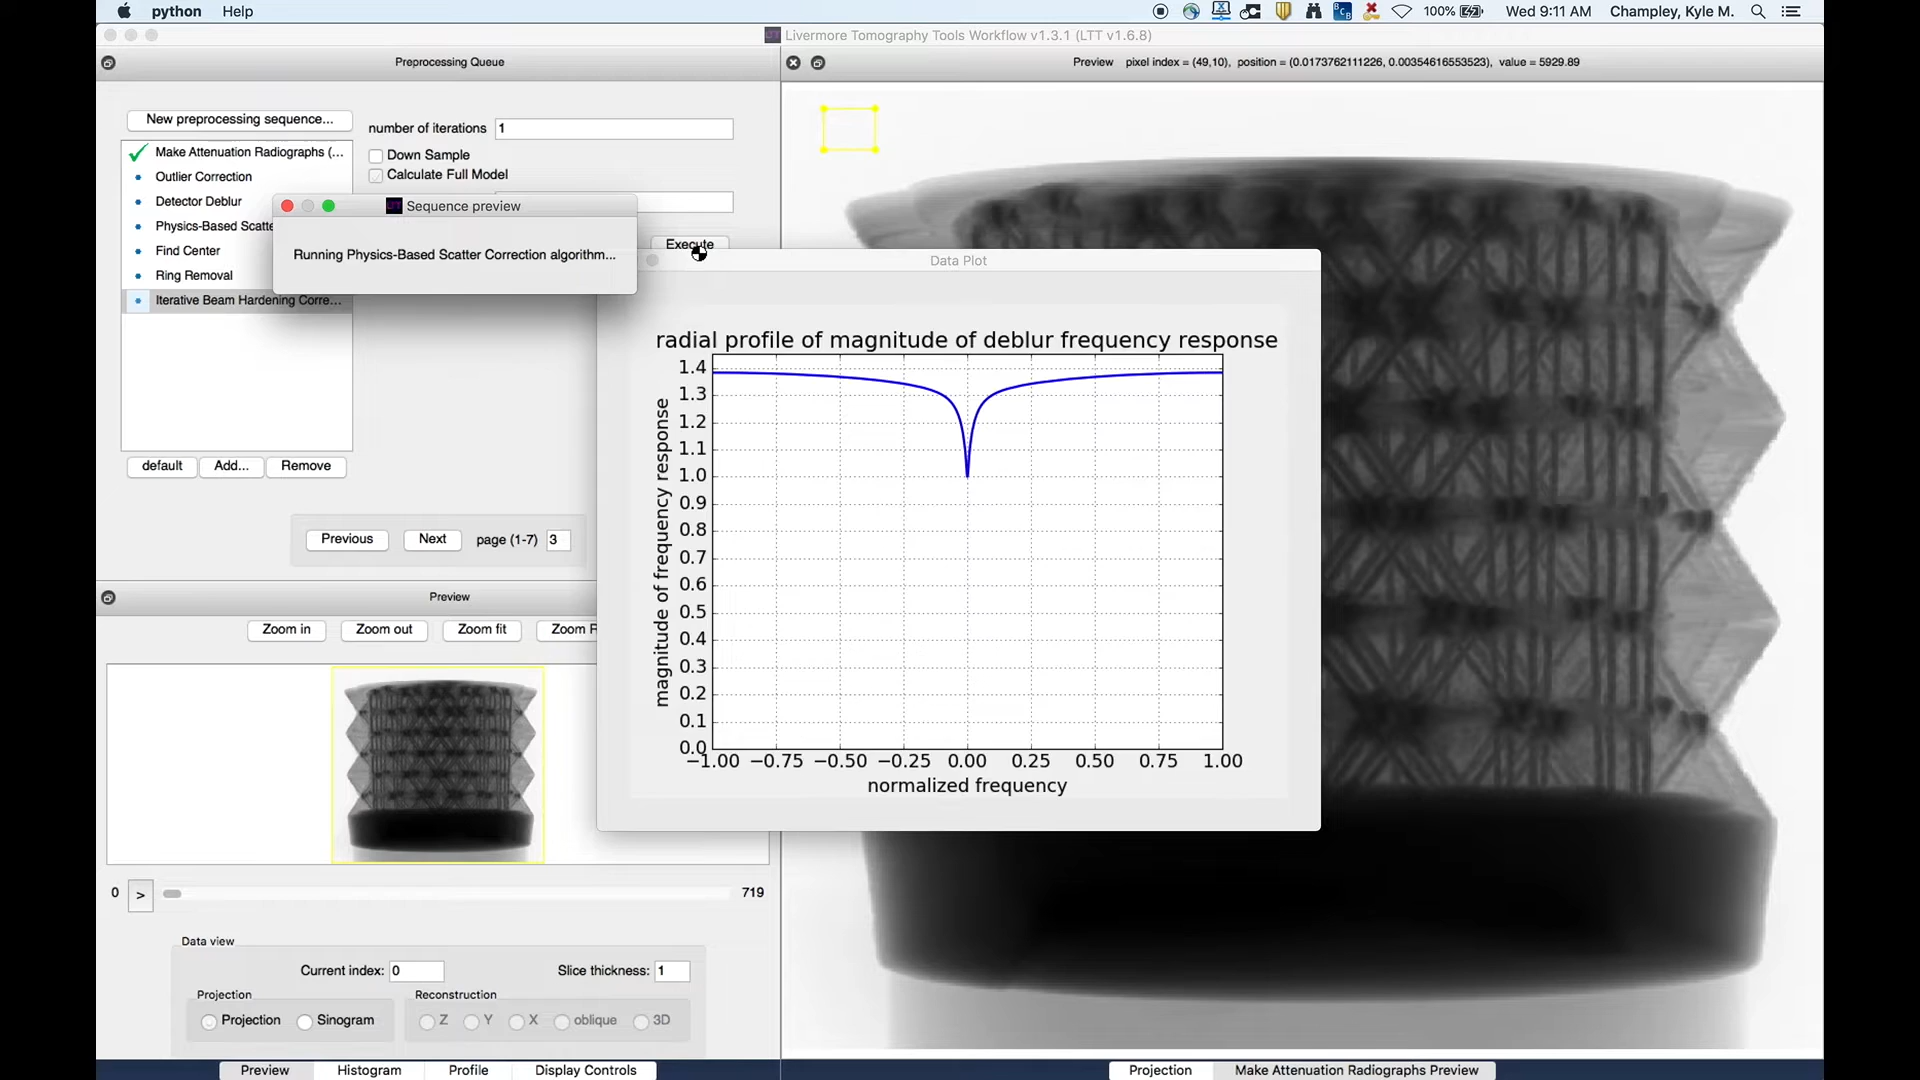 python Help
100% Wed 9:11 AM Champley, Kyle M.
Livermore Tomography Tools Workflow v1.3.1 (LTT v1.6.8)
Preprocessing Queue
Preview pixel index = (49,10), position = (0.0173762111226, 0.00354616553523), value = 5929.89
New preprocessing sequence...
number of iterations 1
Make Attenuation Radiographs (...
Down Sample
Outlier Correction
Calculate Full Model
Detector Deblur
Sequence preview
Physics-Based Scatte
Execute
Find Center
Running Physics-Based Scatter Correction algorithm...
Data Plot
Ring Removal
Iterative Beam Hardening Corre...
radial profile of magnitude of deblur frequency response
magnitude of frequency response
1.4
1.3
1.2
1.1
1.0
0.9
0.8
0.7
0.6
0.5
0.4
0.3
0.2
0.1
0.0
−1.00 −0.75 −0.50 −0.25 0.00 0.25 0.50 0.75 1.00
normalized frequency
default Add... Remove
Previous Next page (1-7) 3
Preview
Zoom in Zoom out Zoom fit Zoom R
0 > 719
Data view
Current index: 0 Slice thickness: 1
Projection Reconstruction
Projection Sinogram Z Y X oblique 3D
Preview Histogram Profile Display Controls
Projection Make Attenuation Radiographs Preview